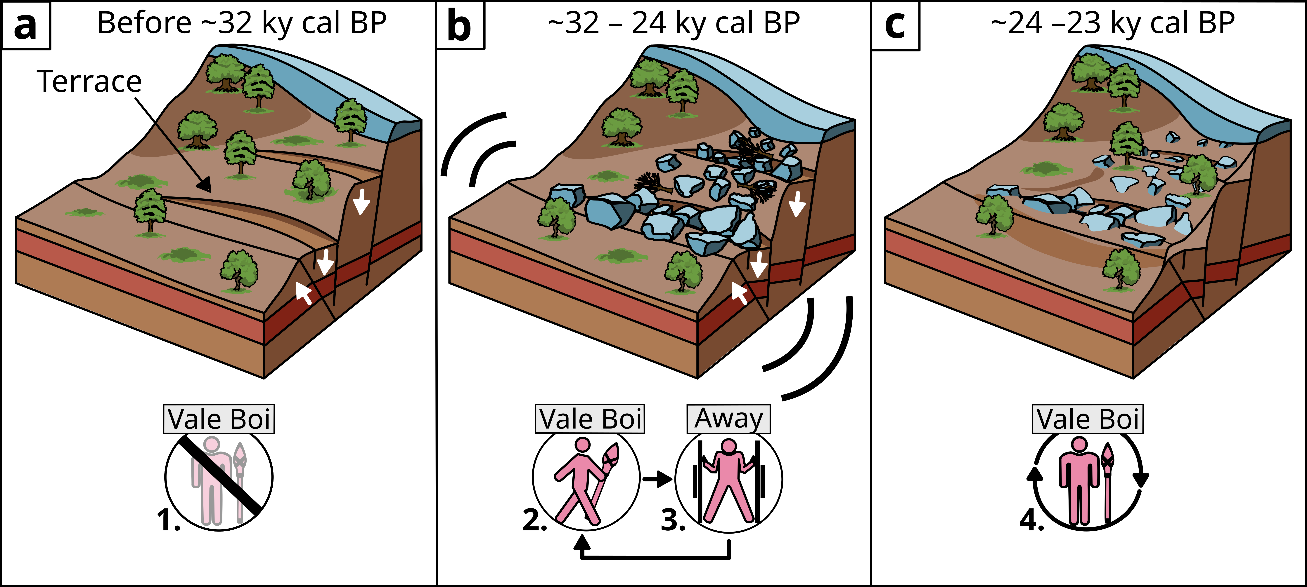 a
Before ~32 ky cal BP
Terrace
Vale Boi
1.
b
~32 – 24 ky cal BP
Vale Boi
Away
2.
3.
c
~24 –23 ky cal BP
Vale Boi
4.